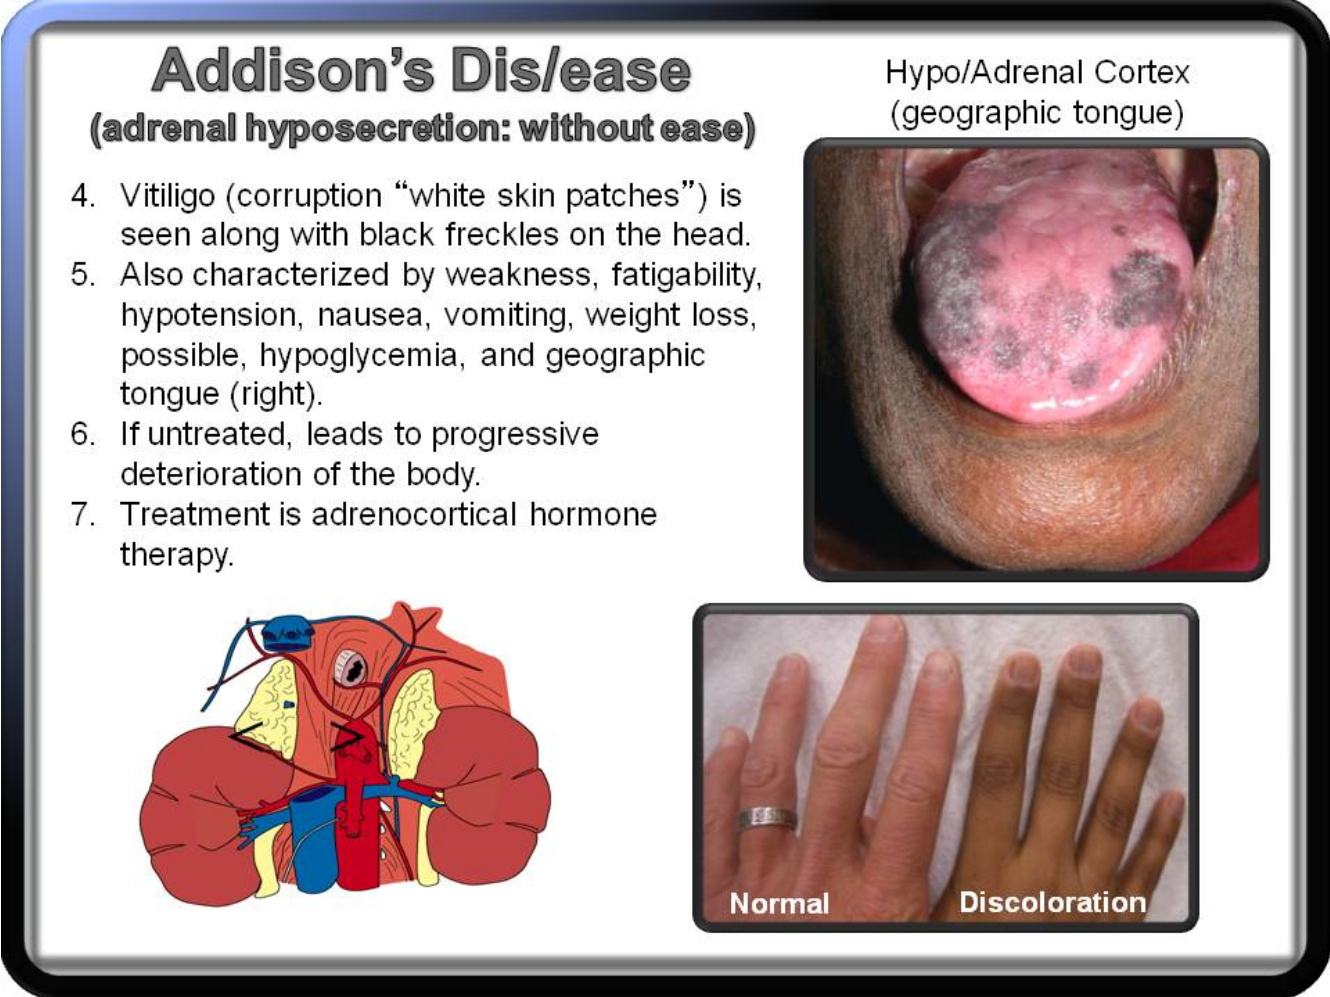 Addison’s Dis/ease
(adrenal hyposecretion: without ease)
4. Vitiligo (corruption “white skin patches”) is
seen along with black freckles on the head.
5. Also characterized by weakness, fatigability,
hypotension, nausea, vomiting, weight loss,
possible, hypoglycemia, and geographic
tongue (right).
6. If untreated, leads to progressive
deterioration of the body.
7. Treatment is adrenocortical hormone
therapy.
Hypo/Adrenal Cortex
(geographic tongue)
< >
Normal
Discoloration